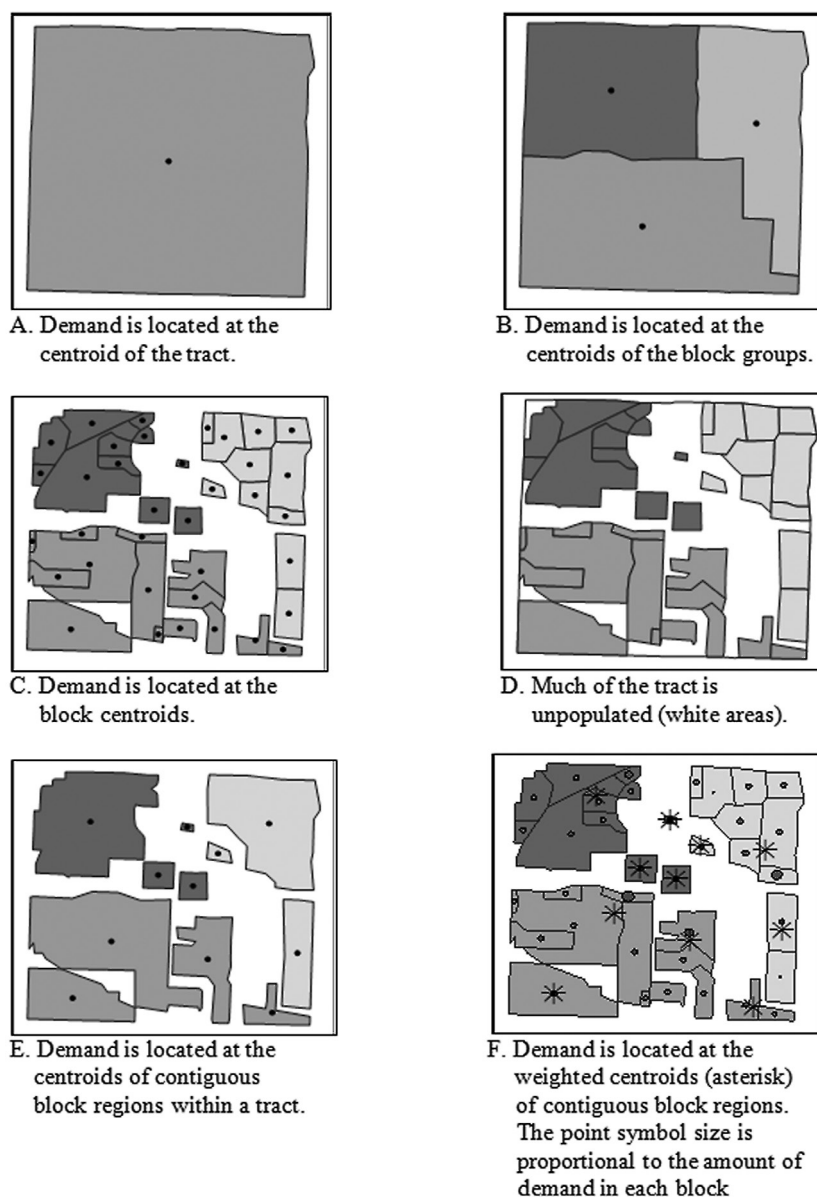 A. Demand is located at the
centroid of the tract.
B. Demand is located at the
centroids of the block groups.
C. Demand is located at the
block centroids.
D. Much of the tract is
unpopulated (white areas).
E. Demand is located at the
centroids of contiguous
block regions within a tract.
F. Demand is located at the
weighted centroids (asterisk)
of contiguous block regions.
The point symbol size is
proportional to the amount of
demand in each block